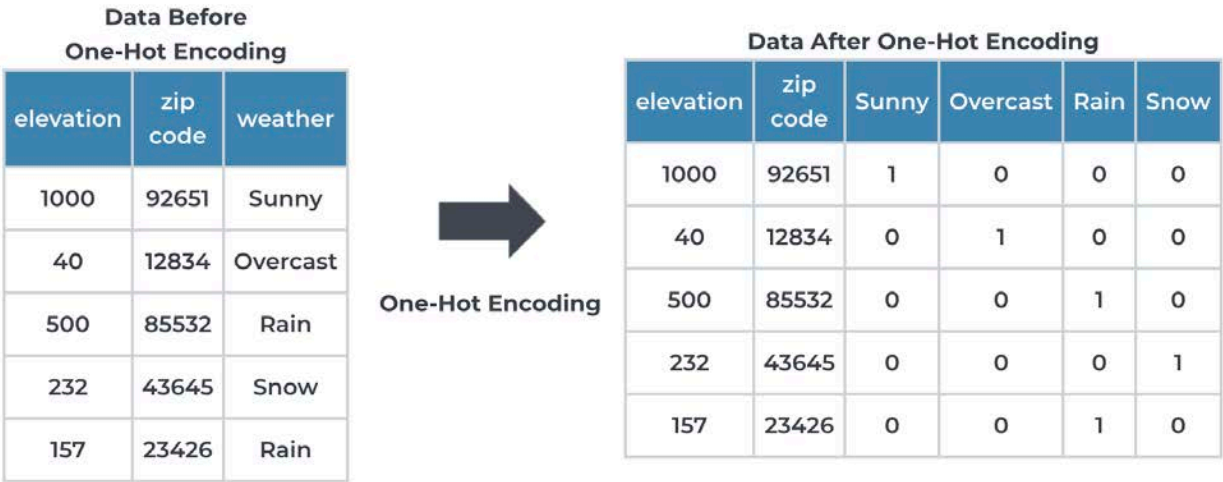 Data Before
One-Hot Encoding
elevation zip code weather
1000 92651 Sunny
40 12834 Overcast
500 85532 Rain
232 43645 Snow
157 23426 Rain
One-Hot Encoding
Data After One-Hot Encoding
elevation zip code Sunny Overcast Rain Snow
1000 92651 1 0 0 0
40 12834 0 1 0 0
500 85532 0 0 1 0
232 43645 0 0 0 1
157 23426 0 0 1 0